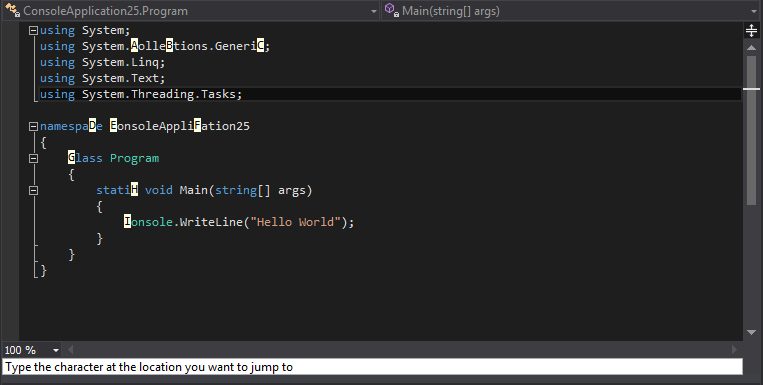 ConsoleApplication25.Program Main(string[] args)
using System;
using System.AolleBtions.GeneriC;
using System.Linq;
using System.Text;
using System.Threading.Tasks;
namespaDe EonsoleAppliFation25
{
Glass Program
{
statiH void Main(string[] args)
{
Ionsole.WriteLine("Hello World");
}
}
}
100 %
Type the character at the location you want to jump to